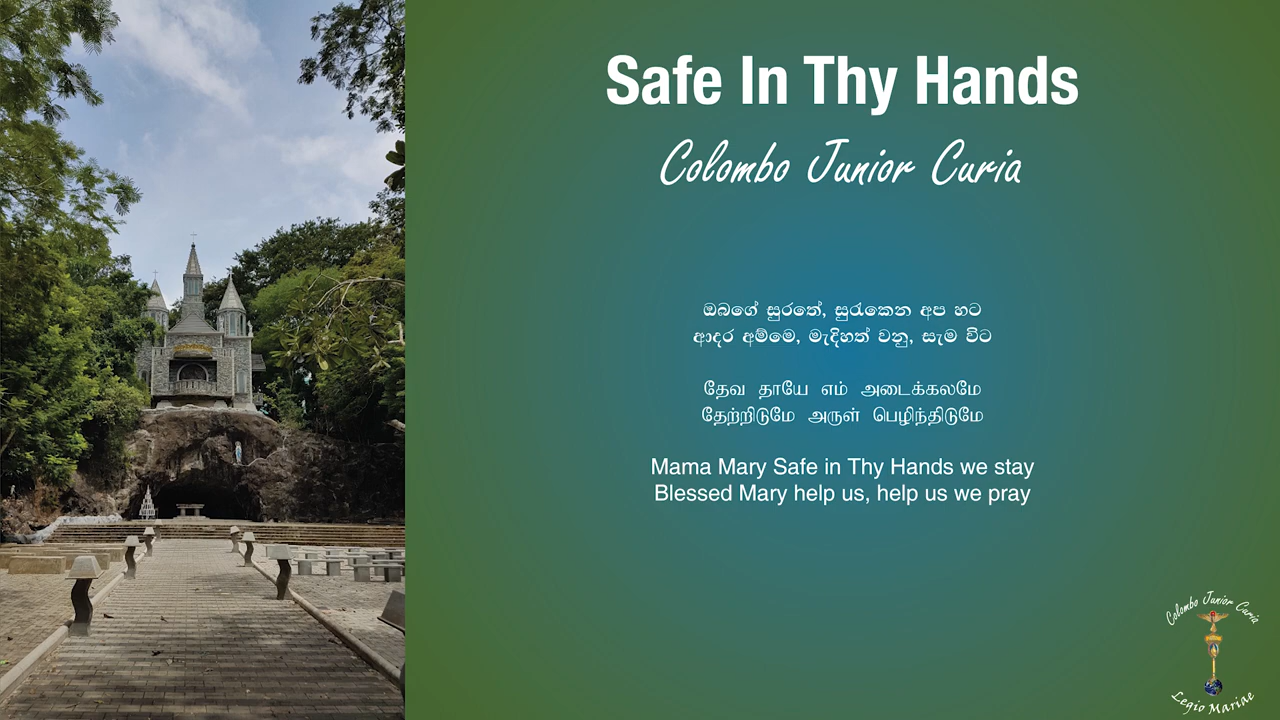 Safe In Thy Hands
Colombo Junior Curia
ඔබගේ සුරතේ, සුරැකෙන අප හට
ආදර අම්මෙ, මැදිහත් වනු, සැම විට
தேவ தாயே எம் அடைக்கலமே
தேற்றிடுமே அருள் பெழிந்திடுமே
Mama Mary Safe in Thy Hands we stay
Blessed Mary help us, help us we pray
Colombo Junior Curia
Legio Mariae